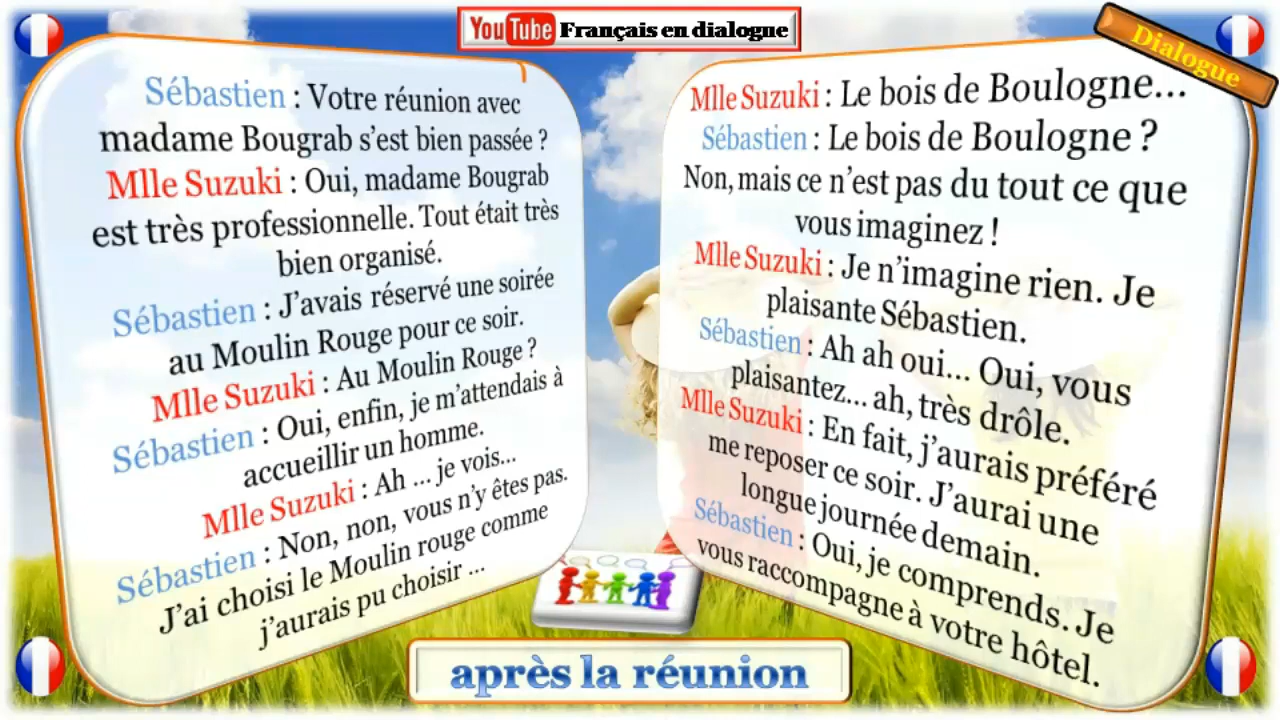 YouTube Français en dialogue
Dialogue
Sébastien : Votre réunion avec
madame Bougrab s'est bien passée ?
Mlle Suzuki : Oui, madame Bougrab
est très professionnelle. Tout était très
bien organisé.
Sébastien : J'avais réservé une soirée
au Moulin Rouge pour ce soir.
Mlle Suzuki : Au Moulin Rouge ?
Sébastien : Oui, enfin, je m'attendais à
accueillir un homme.
Mlle Suzuki : Ah ... je vois...
Sébastien : Non, non, vous n'y êtes pas.
J'ai choisi le Moulin rouge comme
j'aurais pu choisir ...
Mlle Suzuki : Le bois de Boulogne...
Sébastien : Le bois de Boulogne ?
Non, mais ce n'est pas du tout ce que
vous imaginez !
Mlle Suzuki : Je n'imagine rien. Je
plaisante Sébastien.
Sébastien : Ah ah oui... Oui, vous
plaisantez... ah, très drôle.
Mlle Suzuki : En fait, j'aurais préféré
me reposer ce soir. J'aurai une
longue journée demain.
Sébastien : Oui, je comprends. Je
vous raccompagne à votre hôtel.
après la réunion